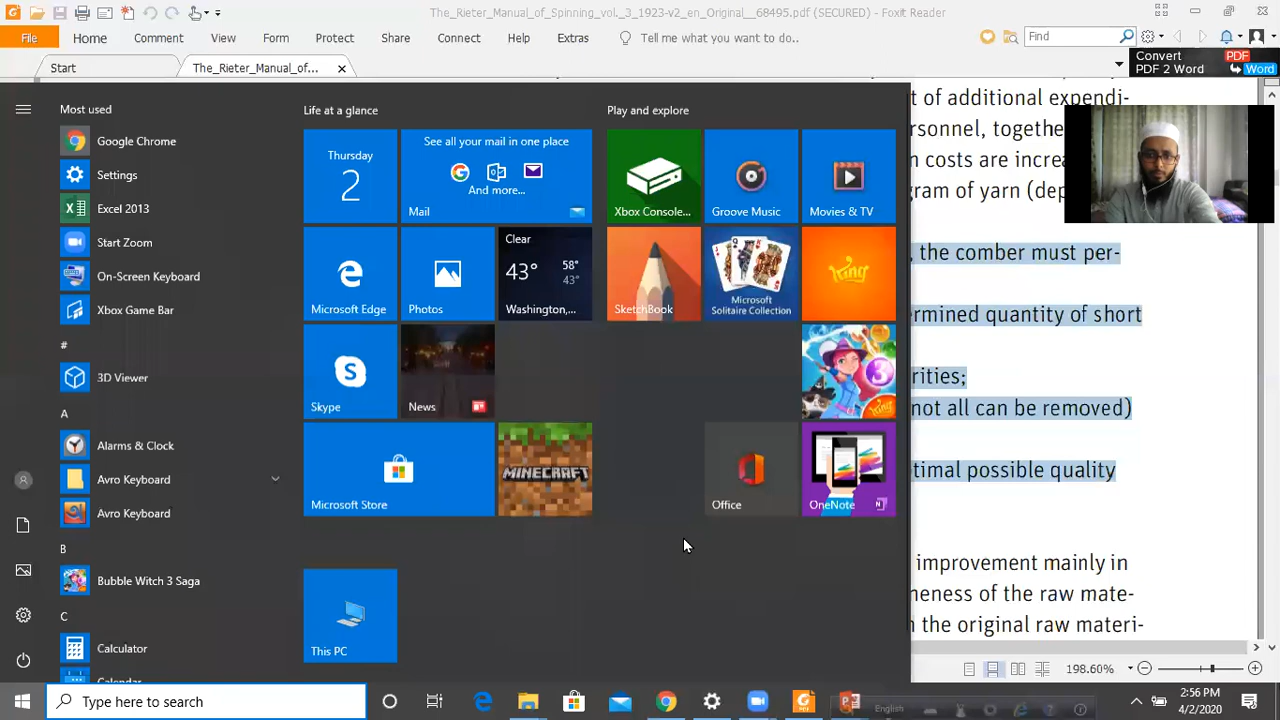 The_Rieter_Manual_of_Spinning_vol._3_1923-v2_en_Original__68495.pdf (SECURED) - Foxit Reader
File Home Comment View Form Protect Share Connect Help Extras Tell me what you want to do.. Find
Start The_Rieter_Manual_of...
Convert PDF
PDF 2 Word Word
Most used
Google Chrome
Settings
Excel 2013
Start Zoom
On-Screen Keyboard
Xbox Game Bar
#
3D Viewer
A
Alarms & Clock
Avro Keyboard
Avro Keyboard
B
Bubble Witch 3 Saga
C
Calculator
Life at a glance
Thursday
2
See all your mail in one place
And more...
Mail
Microsoft Edge
Photos
Clear
43° 58°
43°
Washington,...
Skype
News
Microsoft Store
MINECRAFT
This PC
Play and explore
Xbox Console...
Groove Music
Movies & TV
SketchBook
Microsoft
Solitaire Collection
King
3
King
Office
OneNote
t of additional expendi-
rsonnel, togethe
n costs are increa
gram of yarn (dep
, the comber must per-
ermined quantity of short
rities;
not all can be removed)
timal possible quality
improvement mainly in
neness of the raw mate-
n the original raw materi-
198.60%
Type here to search
English
2:56 PM
4/2/2020